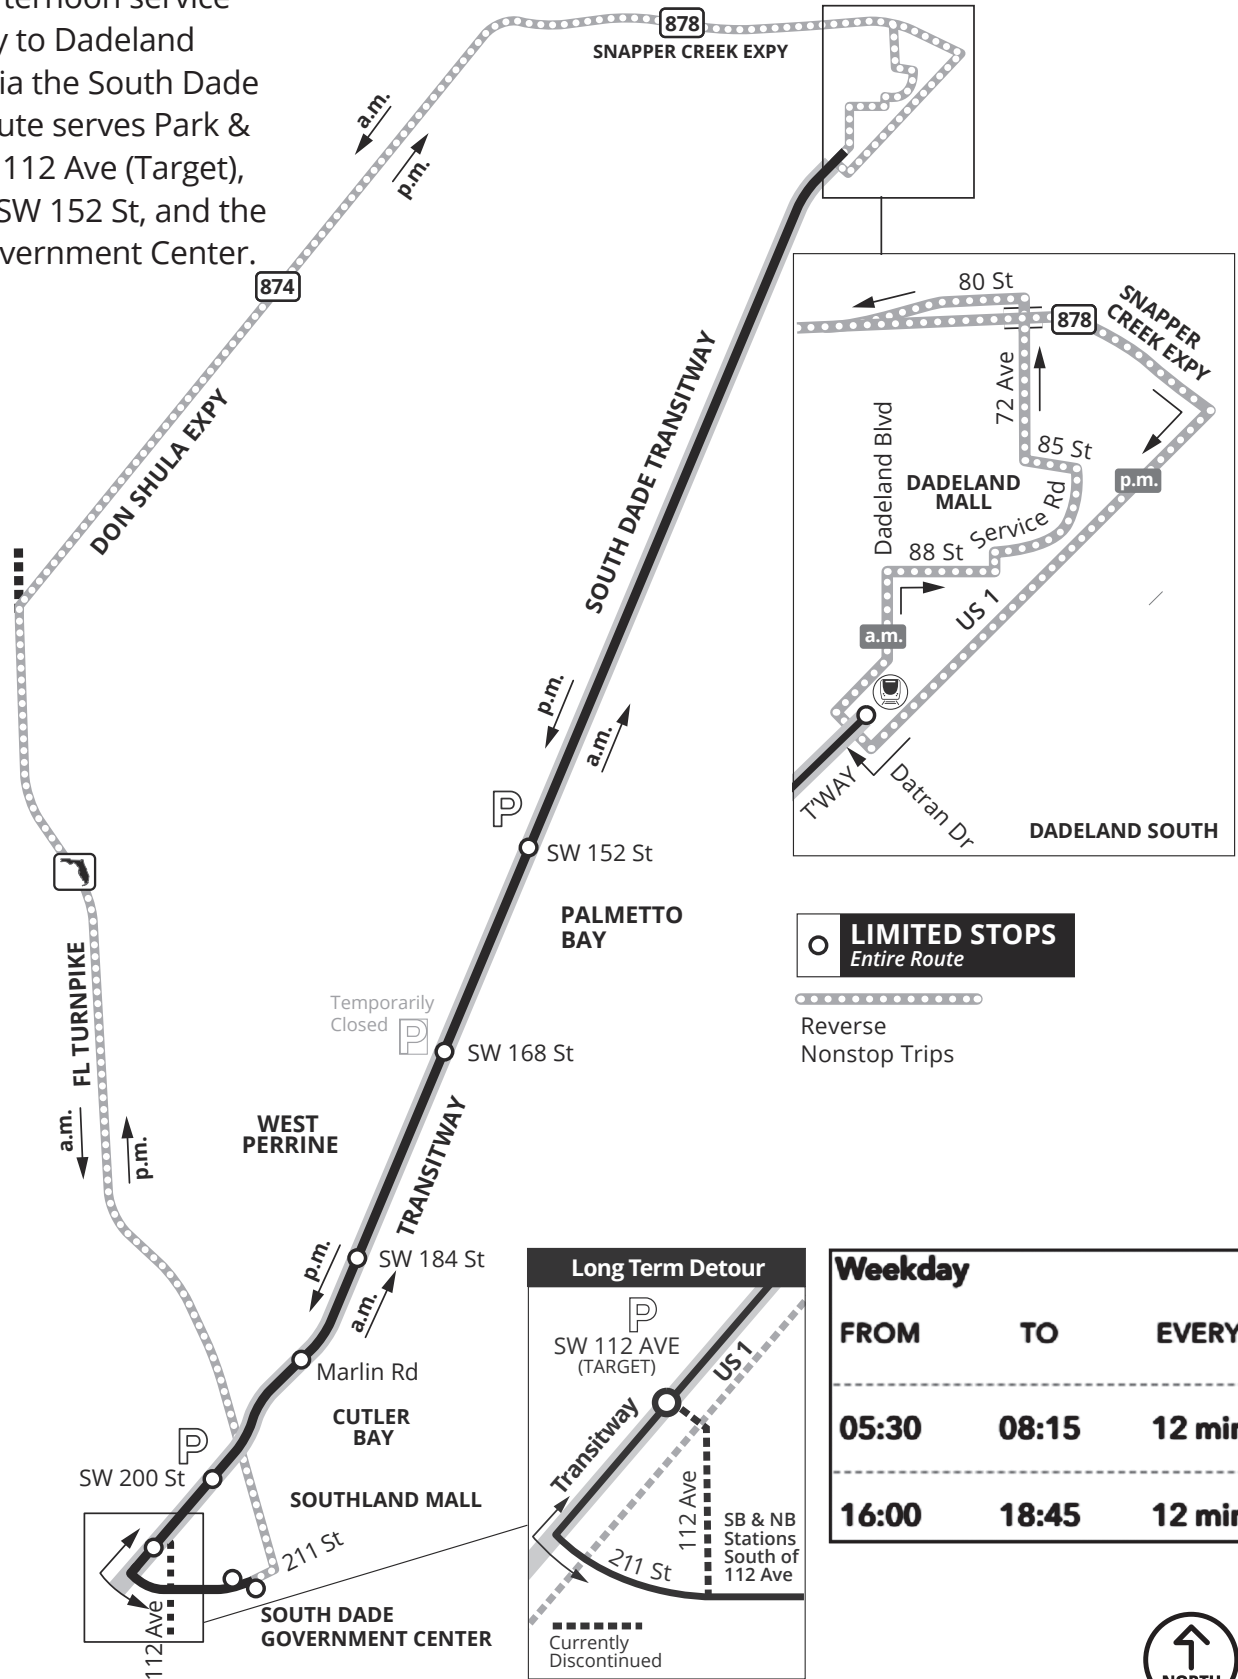 ternoon service
y to Dadeland
ia the South Dade
ute serves Park &
112 Ave (Target),
SW 152 St, and the
vernment Center.
878
SNAPPER CREEK EXPY
a.m.
p.m.
874
DON SHULA EXPY
SOUTH DADE TRANSITWAY
80 St
878
SNAPPER
CREEK EXPY
72 Ave
Dadeland Blvd
85 St
DADELAND
MALL
p.m.
Service Rd
88 St
US 1
a.m.
T'WAY
Datran Dr
DADELAND SOUTH
p.m.
a.m.
P
SW 152 St
PALMETTO
BAY
LIMITED STOPS
Entire Route
Reverse
Nonstop Trips
FL TURNPIKE
Temporarily
Closed
P
SW 168 St
a.m.
p.m.
WEST
PERRINE
TRANSITWAY
p.m.
SW 184 St
a.m.
Marlin Rd
CUTLER
BAY
P
SW 200 St
SOUTHLAND MALL
211 St
112 Ave
SOUTH DADE
GOVERNMENT CENTER
Long Term Detour
P
SW 112 AVE
(TARGET)
US 1
Transitway
112 Ave
SB & NB
Stations
South of
112 Ave
211 St
Currently
Discontinued
Weekday
FROM TO EVERY
05:30 08:15 12 min
16:00 18:45 12 min
NORTH